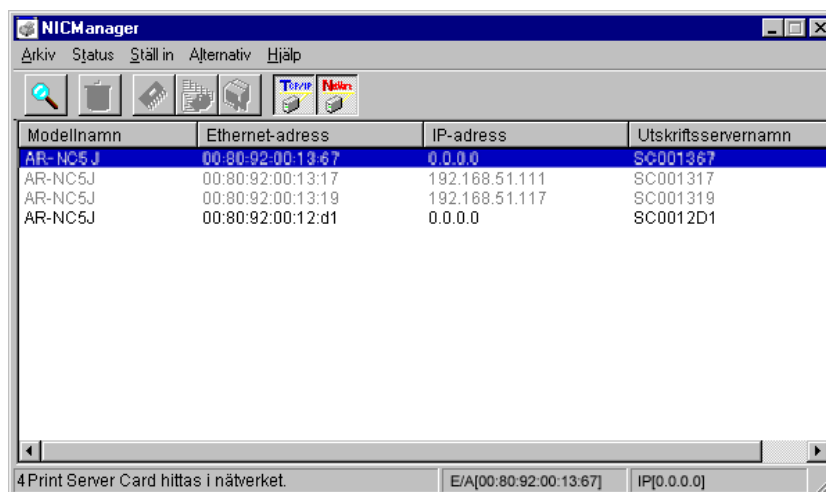 NICManager
Arkiv Status Ställ in Alternativ Hjälp
TCP/IP NetWare
Modellnamn Ethernet-adress IP-adress Utskriftsservernamn
AR-NC5J 00:80:92:00:13:67 0.0.0.0 SC001367
AR-NC5J 00:80:92:00:13:17 192.168.51.111 SC001317
AR-NC5J 00:80:92:00:13:19 192.168.51.117 SC001319
AR-NC5J 00:80:92:00:12:d1 0.0.0.0 SC0012D1
4Print Server Card hittas i nätverket. E/A[00:80:92:00:13:67] IP[0.0.0.0]